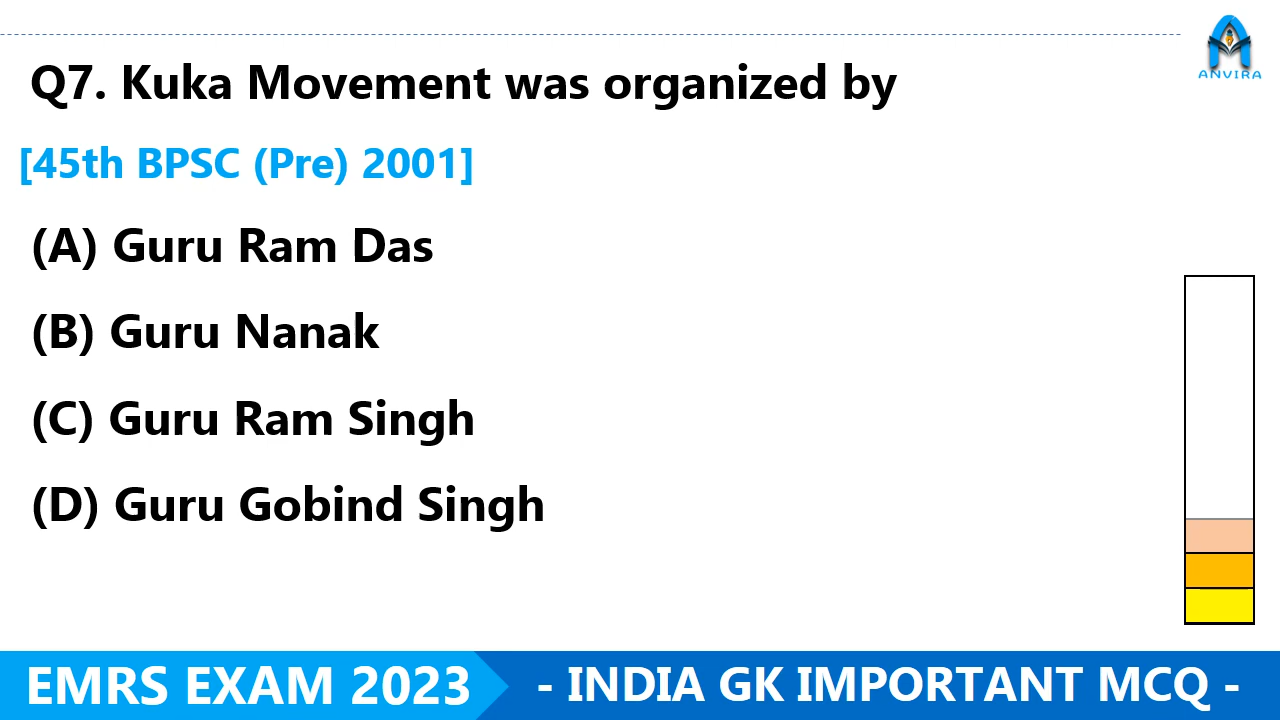 ANVIRA
Q7. Kuka Movement was organized by
[45th BPSC (Pre) 2001]
(A) Guru Ram Das
(B) Guru Nanak
(C) Guru Ram Singh
(D) Guru Gobind Singh
EMRS EXAM 2023 - INDIA GK IMPORTANT MCQ -